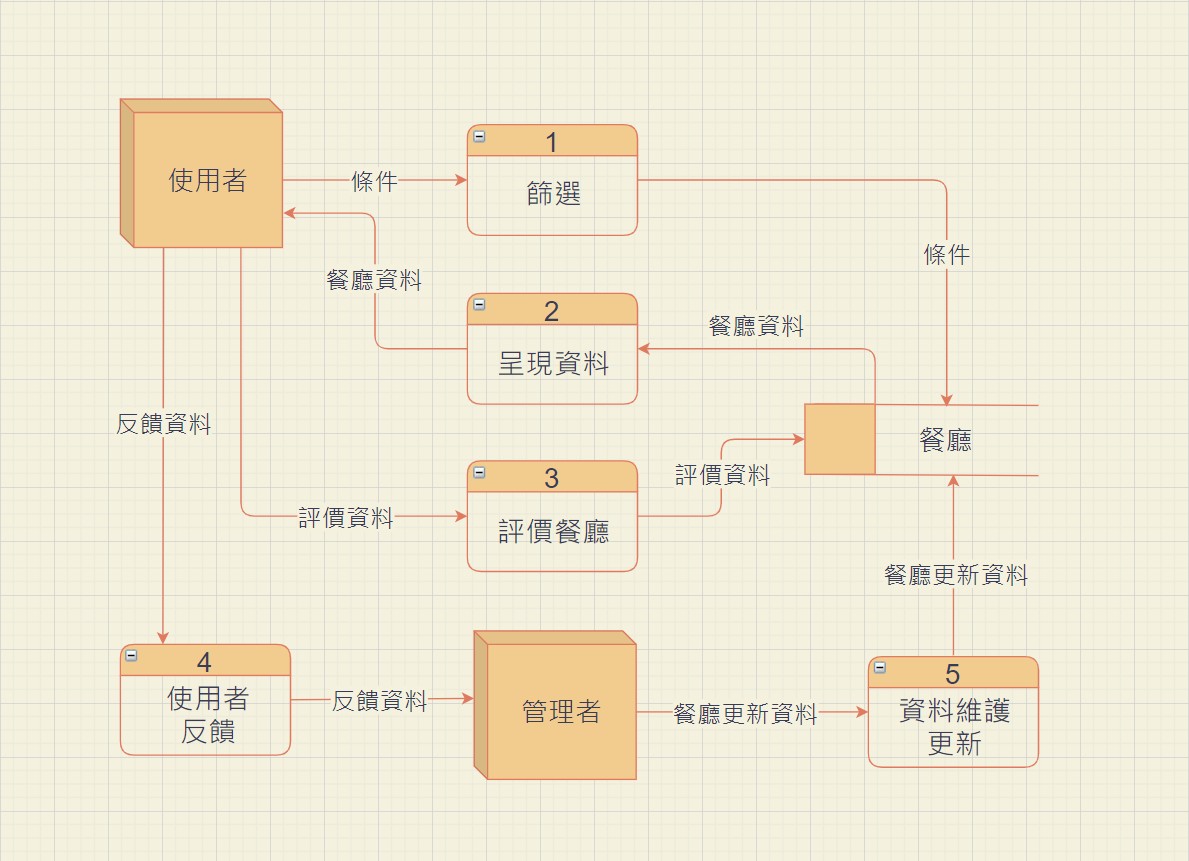 1
使用者
條件
篩選
條件
餐廳資料
2
餐廳資料
呈現資料
反饋資料
餐廳
3
評價資料
評價資料
評價餐廳
餐廳更新資料
4
5
使用者
反饋
反饋資料
管理者
餐廳更新資料
資料維護
更新